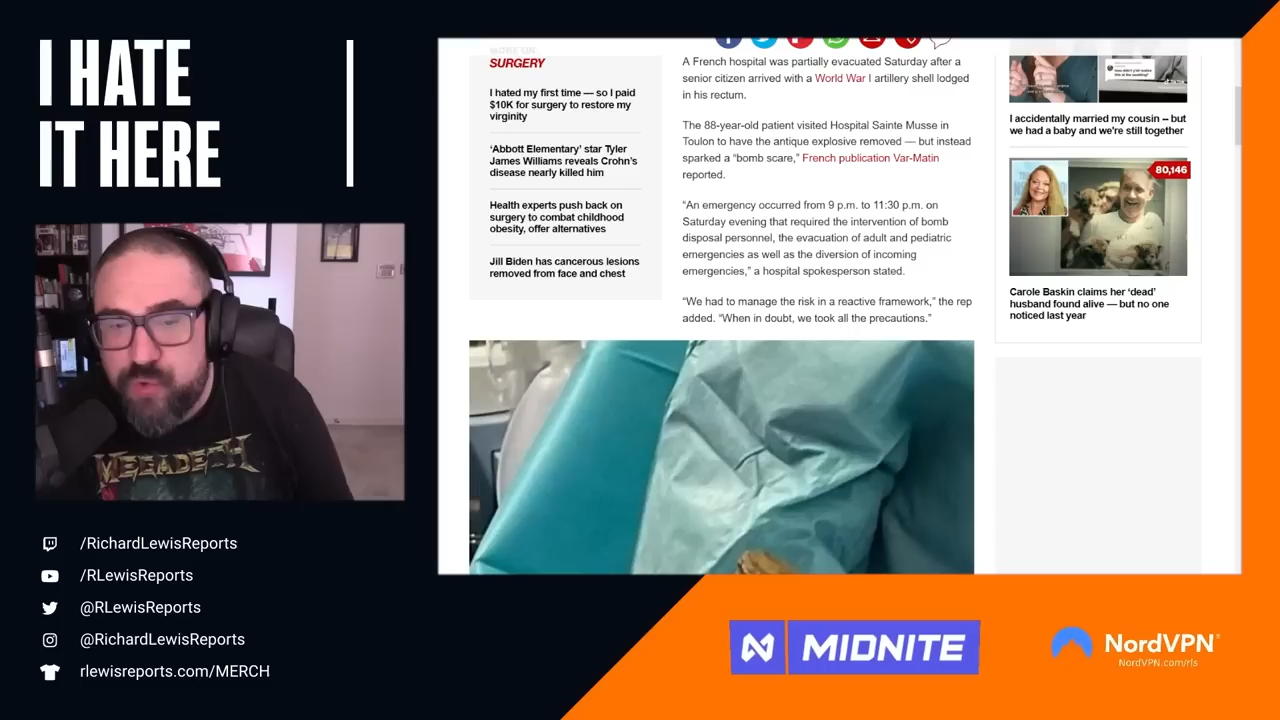 I HATE
IT HERE
MEGADETH
/RichardLewisReports
/RLewisReports
@RLewisReports
@RichardLewisReports
rlewisreports.com/MERCH
MORE ON
SURGERY
I hated my first time — so I paid
$10K for surgery to restore my
virginity
‘Abbott Elementary’ star Tyler
James Williams reveals Crohn’s
disease nearly killed him
Health experts push back on
surgery to combat childhood
obesity, offer alternatives
Jill Biden has cancerous lesions
removed from face and chest
A French hospital was partially evacuated Saturday after a
senior citizen arrived with a World War I artillery shell lodged
in his rectum.
The 88-year-old patient visited Hospital Sainte Musse in
Toulon to have the antique explosive removed — but instead
sparked a “bomb scare,” French publication Var-Matin
reported.
“An emergency occurred from 9 p.m. to 11:30 p.m. on
Saturday evening that required the intervention of bomb
disposal personnel, the evacuation of adult and pediatric
emergencies as well as the diversion of incoming
emergencies,” a hospital spokesperson stated.
“We had to manage the risk in a reactive framework,” the rep
added. “When in doubt, we took all the precautions.”
I accidentally married my cousin – but
we had a baby and we're still together
80,146
Carole Baskin claims her ‘dead’
husband found alive — but no one
noticed last year
MIDNITE
NordVPN®
NordVPN.com/rls